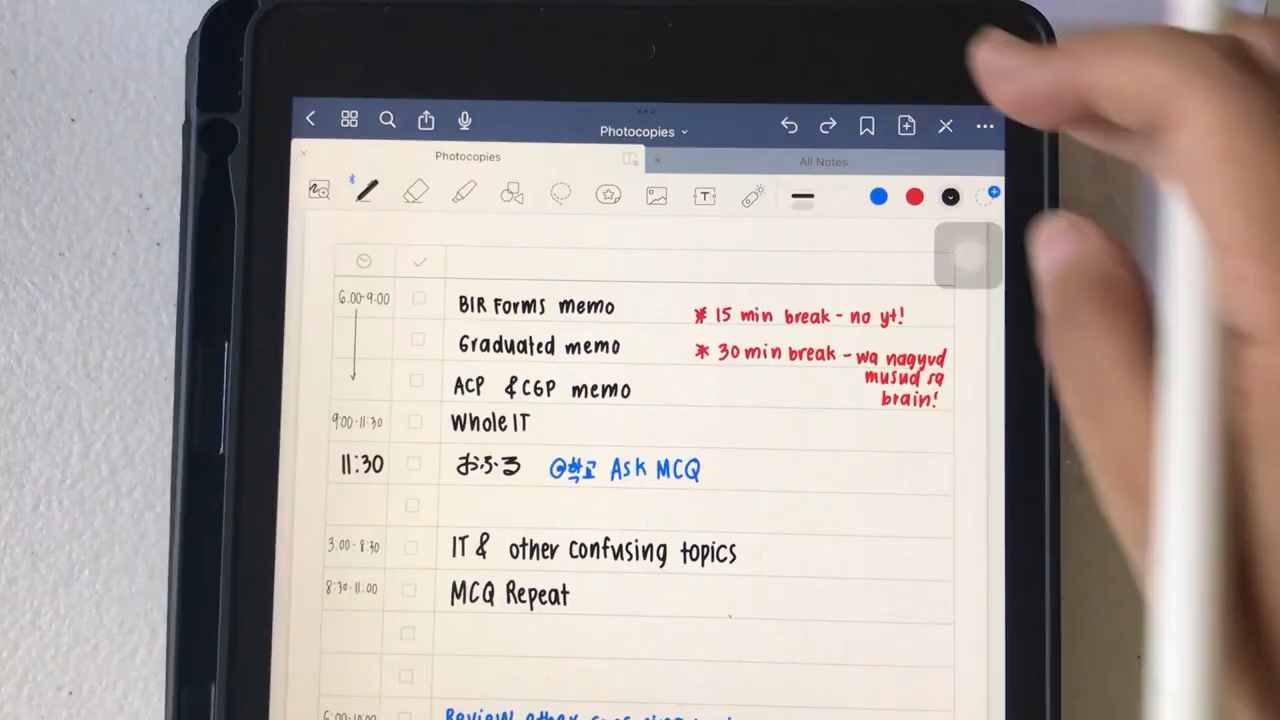 Photocopies
Photocopies
All Notes
6:00-9:00 BIR Forms memo
* 15 min break - no yt!
Graduated memo
* 30 min break - wa nagyud
musud sa
brain!
ACP & CGP memo
9:00-11:30 Whole IT
11:30 おふろ @학교 Ask MCQ
3:00-8:30 IT & other confusing topics
8:30-11:00 MCQ Repeat
Review other